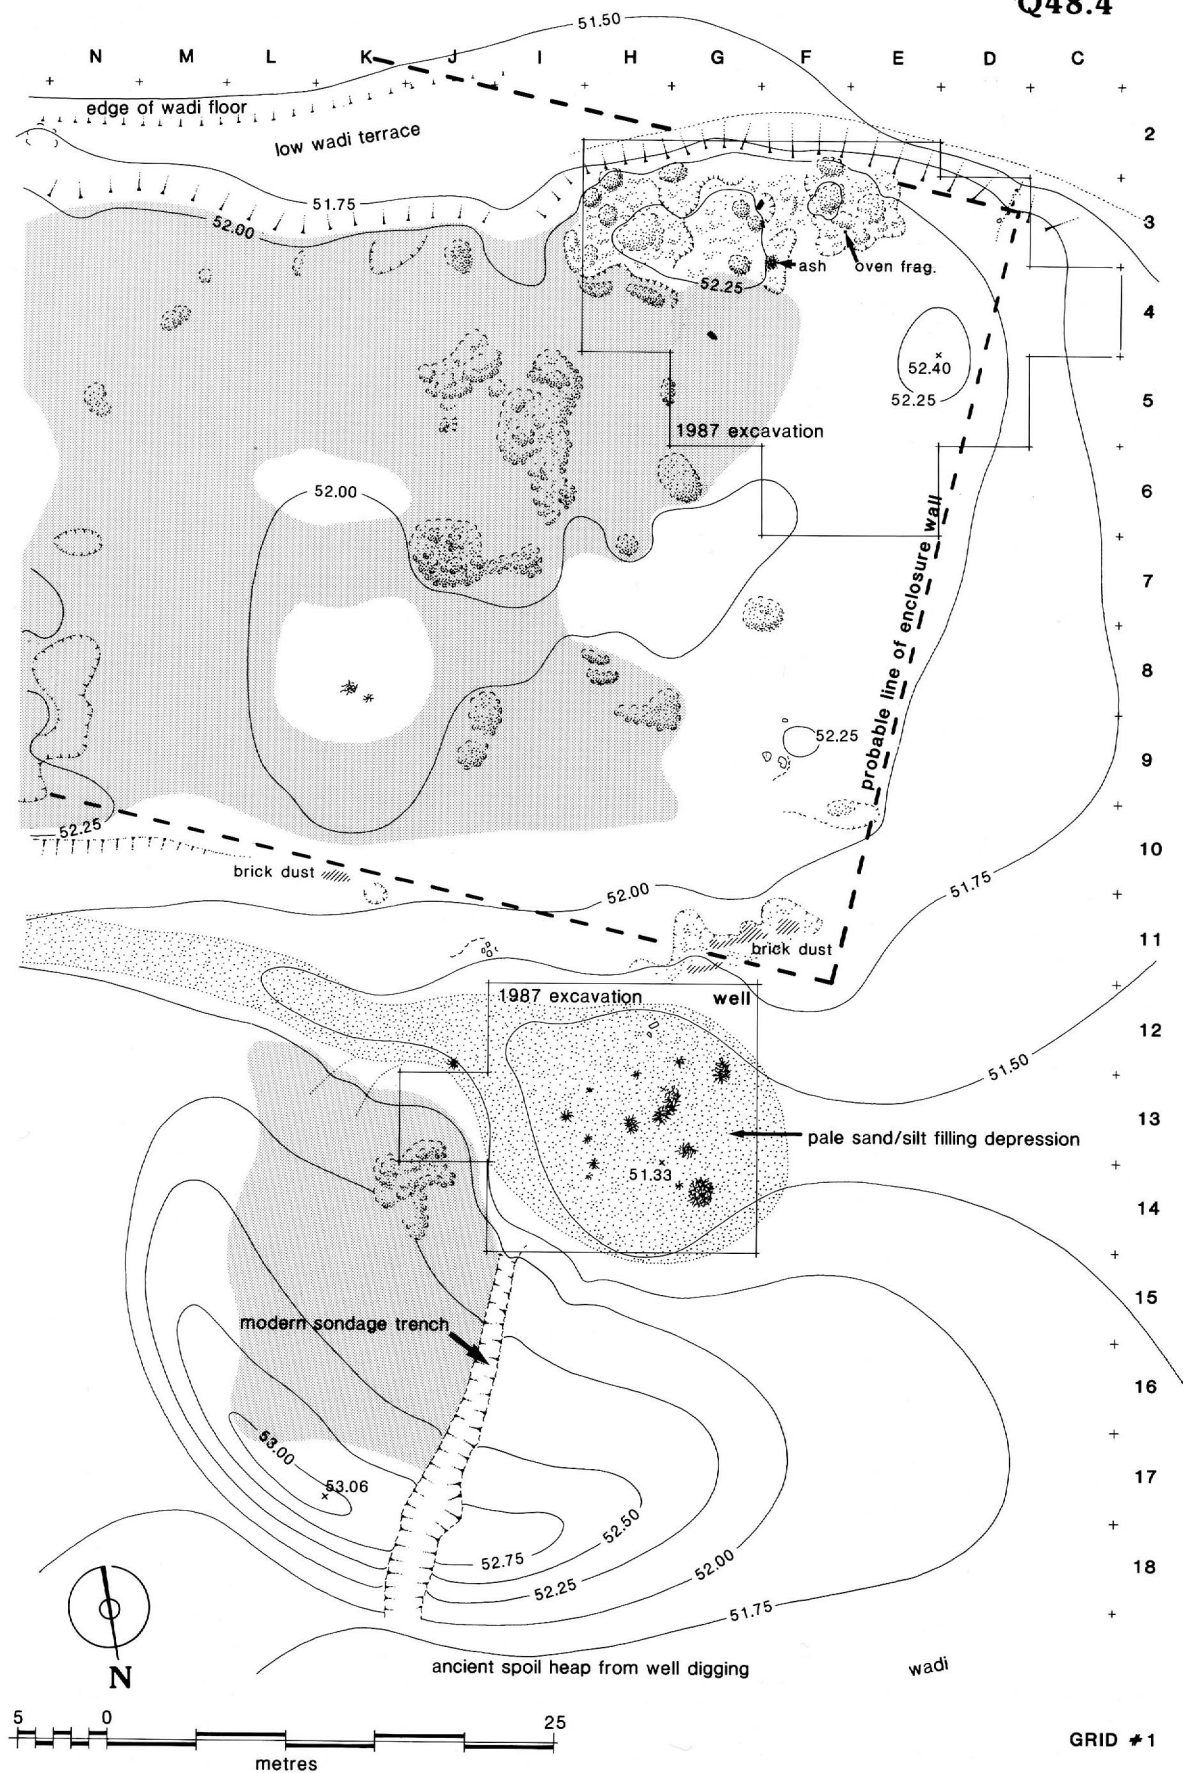 Q48.4
51.50
N M L K J I H G F E D C
edge of wadi floor
low wadi terrace
2
51.75
52.00
3
ash
oven frag.
52.25
4
52.40
52.25
5
1987 excavation
6
52.00
probable line of enclosure wall
7
8
52.25
9
52.25
10
brick dust
52.00
51.75
11
brick dust
1987 excavation
well
12
51.50
13
pale sand/silt filling depression
51.33
14
15
modern sondage trench
16
53.00
53.06
17
52.50
52.75
52.00
18
52.25
51.75
N
ancient spoil heap from well digging
wadi
5 0 25
metres
GRID #1